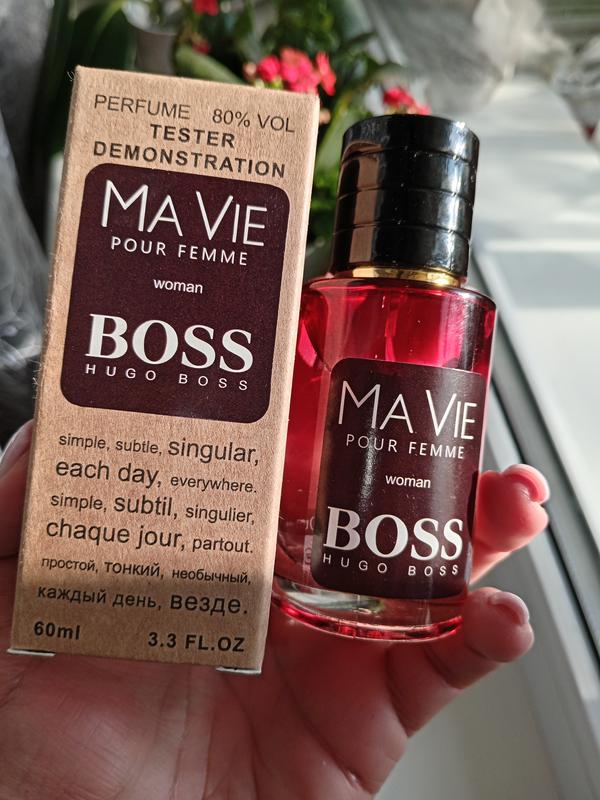 PERFUME 80% VOL
TESTER
DEMONSTRATION
MA VIE
POUR FEMME
woman
BOSS
HUGO BOSS
simple, subtle, singular,
each day, everywhere.
simple, subtil, singulier,
chaque jour, partout.
простой, тонкий, необычный,
каждый день, везде.
60ml 3.3 FL.OZ
MA VIE
POUR FEMME
woman
BOSS
HUGO BOSS